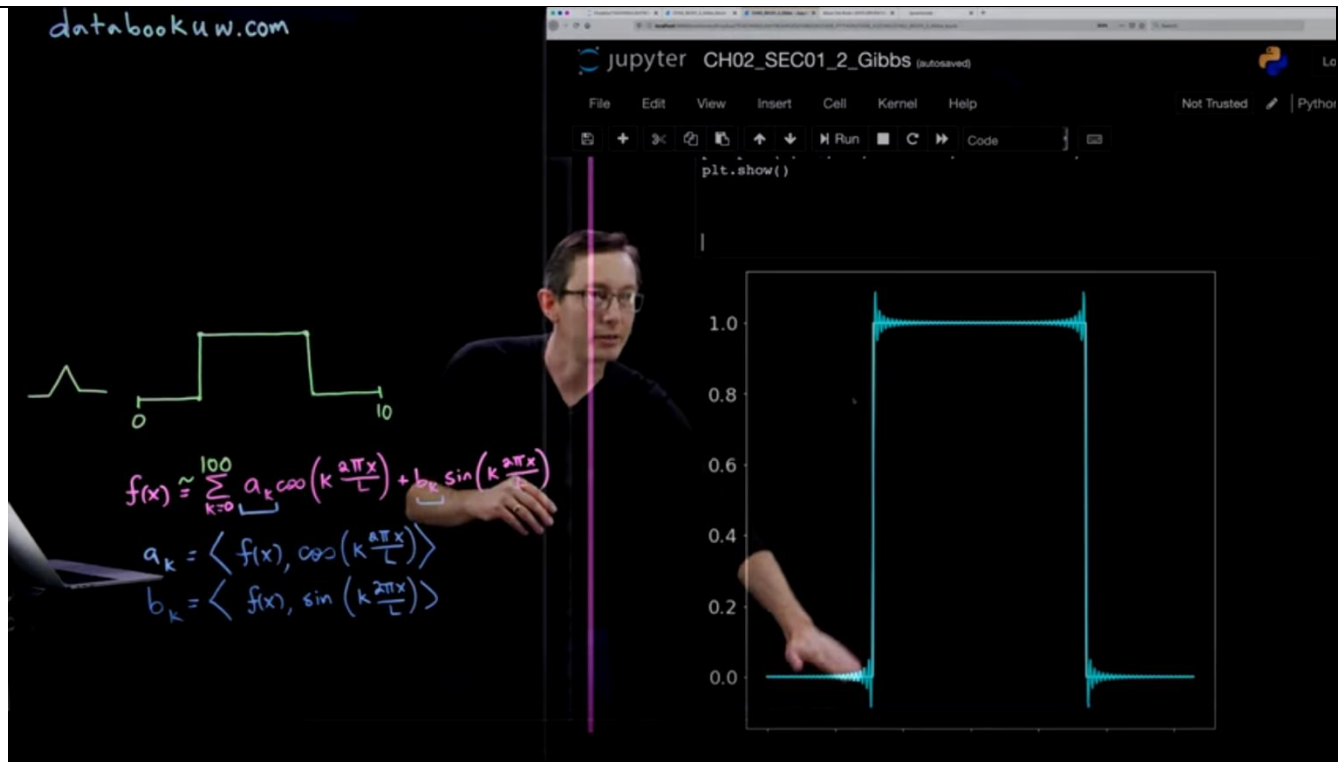 databookuw.com
jupyter CH02_SEC01_2_Gibbs (autosaved)
File Edit View Insert Cell Kernel Help
Not Trusted
Run
Code
plt.show()
1.0
0.8
0.6
0.4
0.2
0.0
0
10
f(x) ≅ ∑_{k=0}^{100} a_k cos(k 2πx/L) + b_k sin(k 2πx/L)
a_k = ⟨ f(x), cos(k 2πx/L) ⟩
b_k = ⟨ f(x), sin(k 2πx/L) ⟩